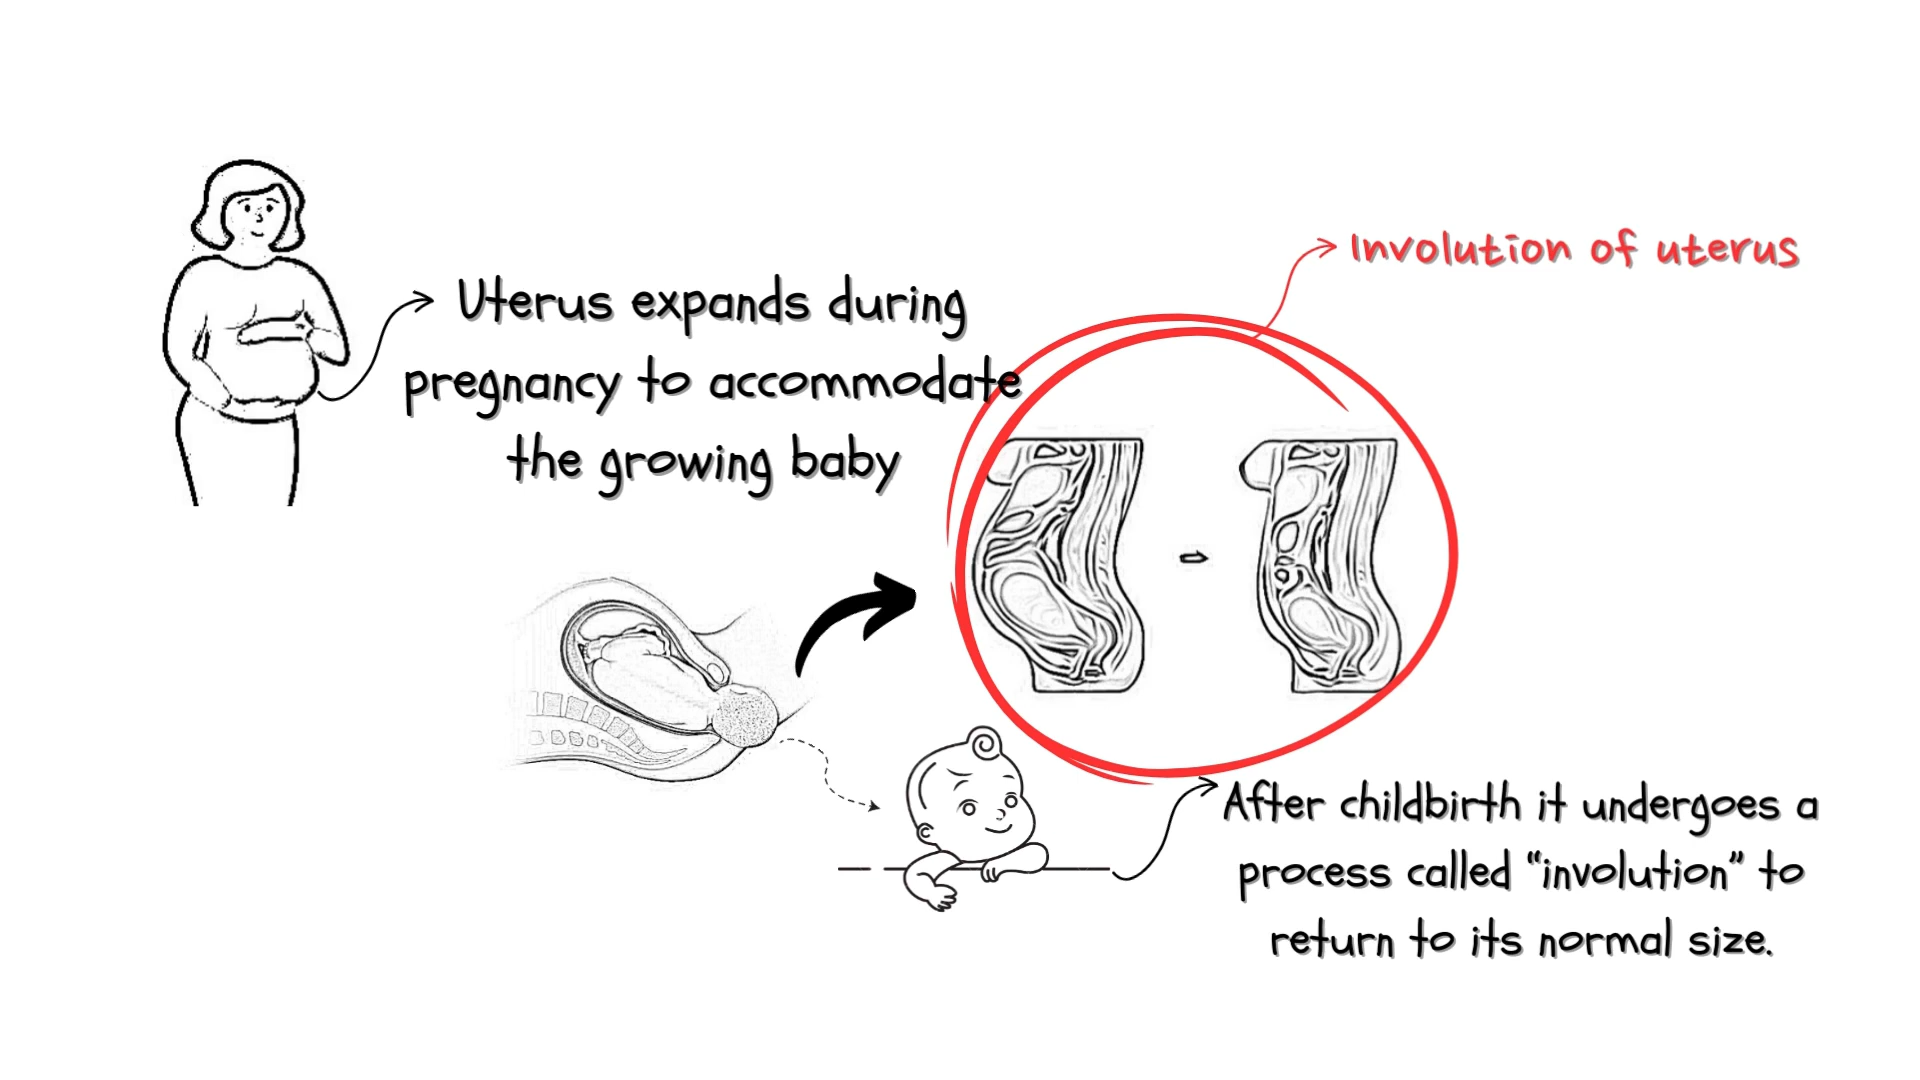 Involution of uterus
Uterus expands during
pregnancy to accommodate
the growing baby
After childbirth it undergoes a
process called “involution” to
return to its normal size.